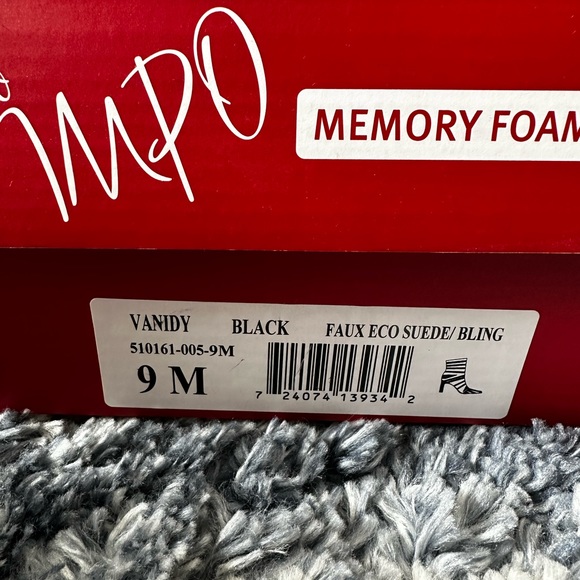 IMPO
MEMORY FOAM
VANIDY BLACK FAUX ECO SUEDE/ BLING
510161-005-9M
9 M
7 24074 13934 2